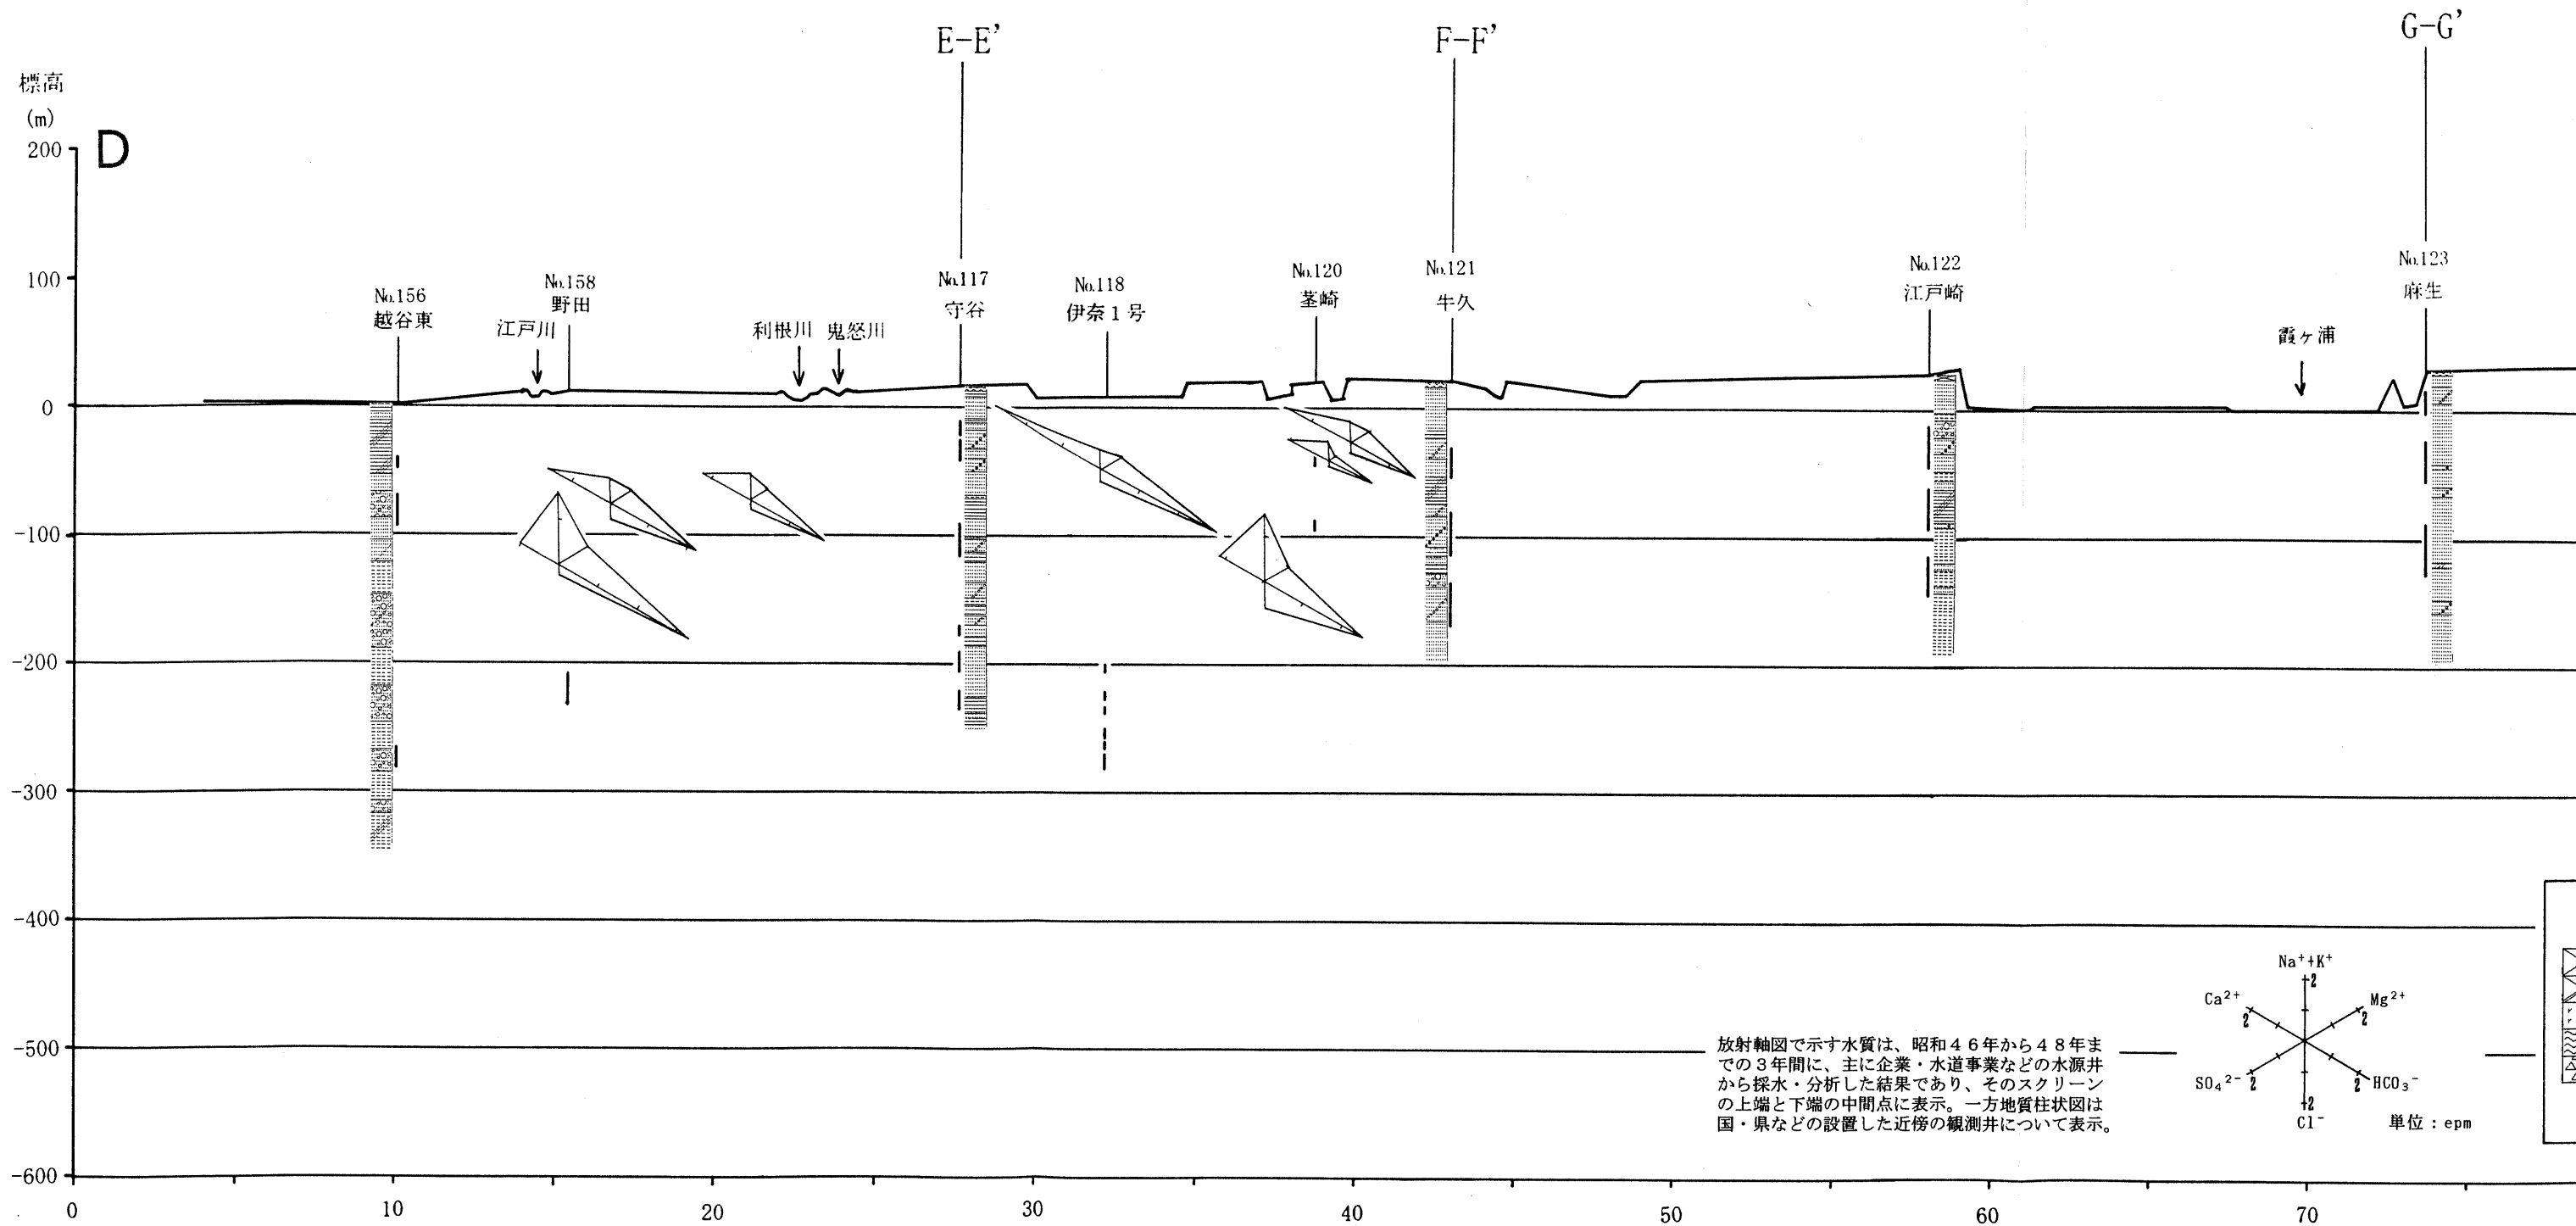 E-E'
F-F'
G-G'
標高
(m)
D
200
100
0
-100
-200
-300
-400
-500
-600
No.156
越谷東
江戸川
No.158
野田
利根川
鬼怒川
No.117
守谷
No.118
伊奈1号
No.120
茎崎
No.121
牛久
No.122
江戸崎
霞ヶ浦
No.123
麻生
放射軸図で示す水質は、昭和46年から48年ま
での3年間に、主に企業・水道事業などの水源井
から採水・分析した結果であり、そのスクリーン
の上端と下端の中間点に表示。一方地質柱状図は
国・県などの設置した近傍の観測井について表示。
Na⁺+K⁺
2
Ca²⁺
2
Mg²⁺
2
SO₄²⁻ 2
2 HCO₃⁻
2
Cl⁻
単位:epm
0
10
20
30
40
50
60
70